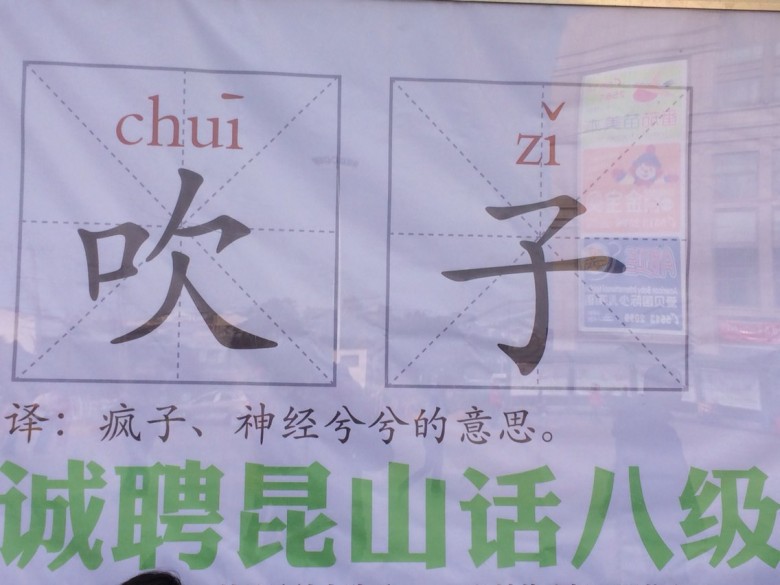 chuī zǐ
吹 子
译：疯子、神经兮兮的意思。
诚聘昆山话八级